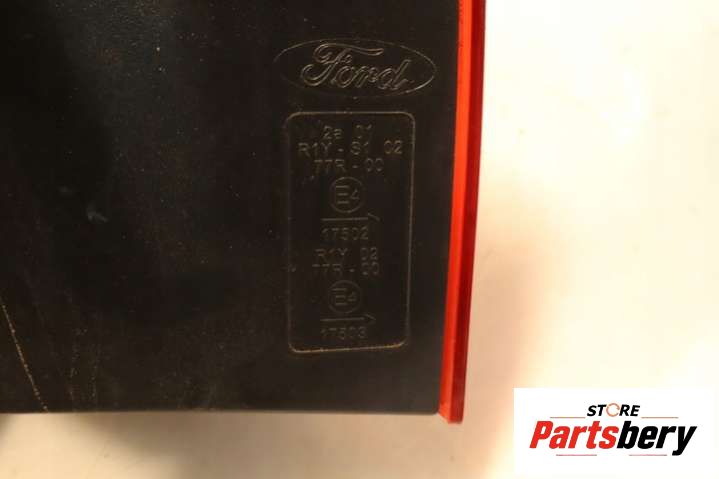 Ford
2a 01
R1Y - S1 02
77R - 00
E4
17502
R1Y 02
77R - 00
E4
17503
STORE
Partsbery